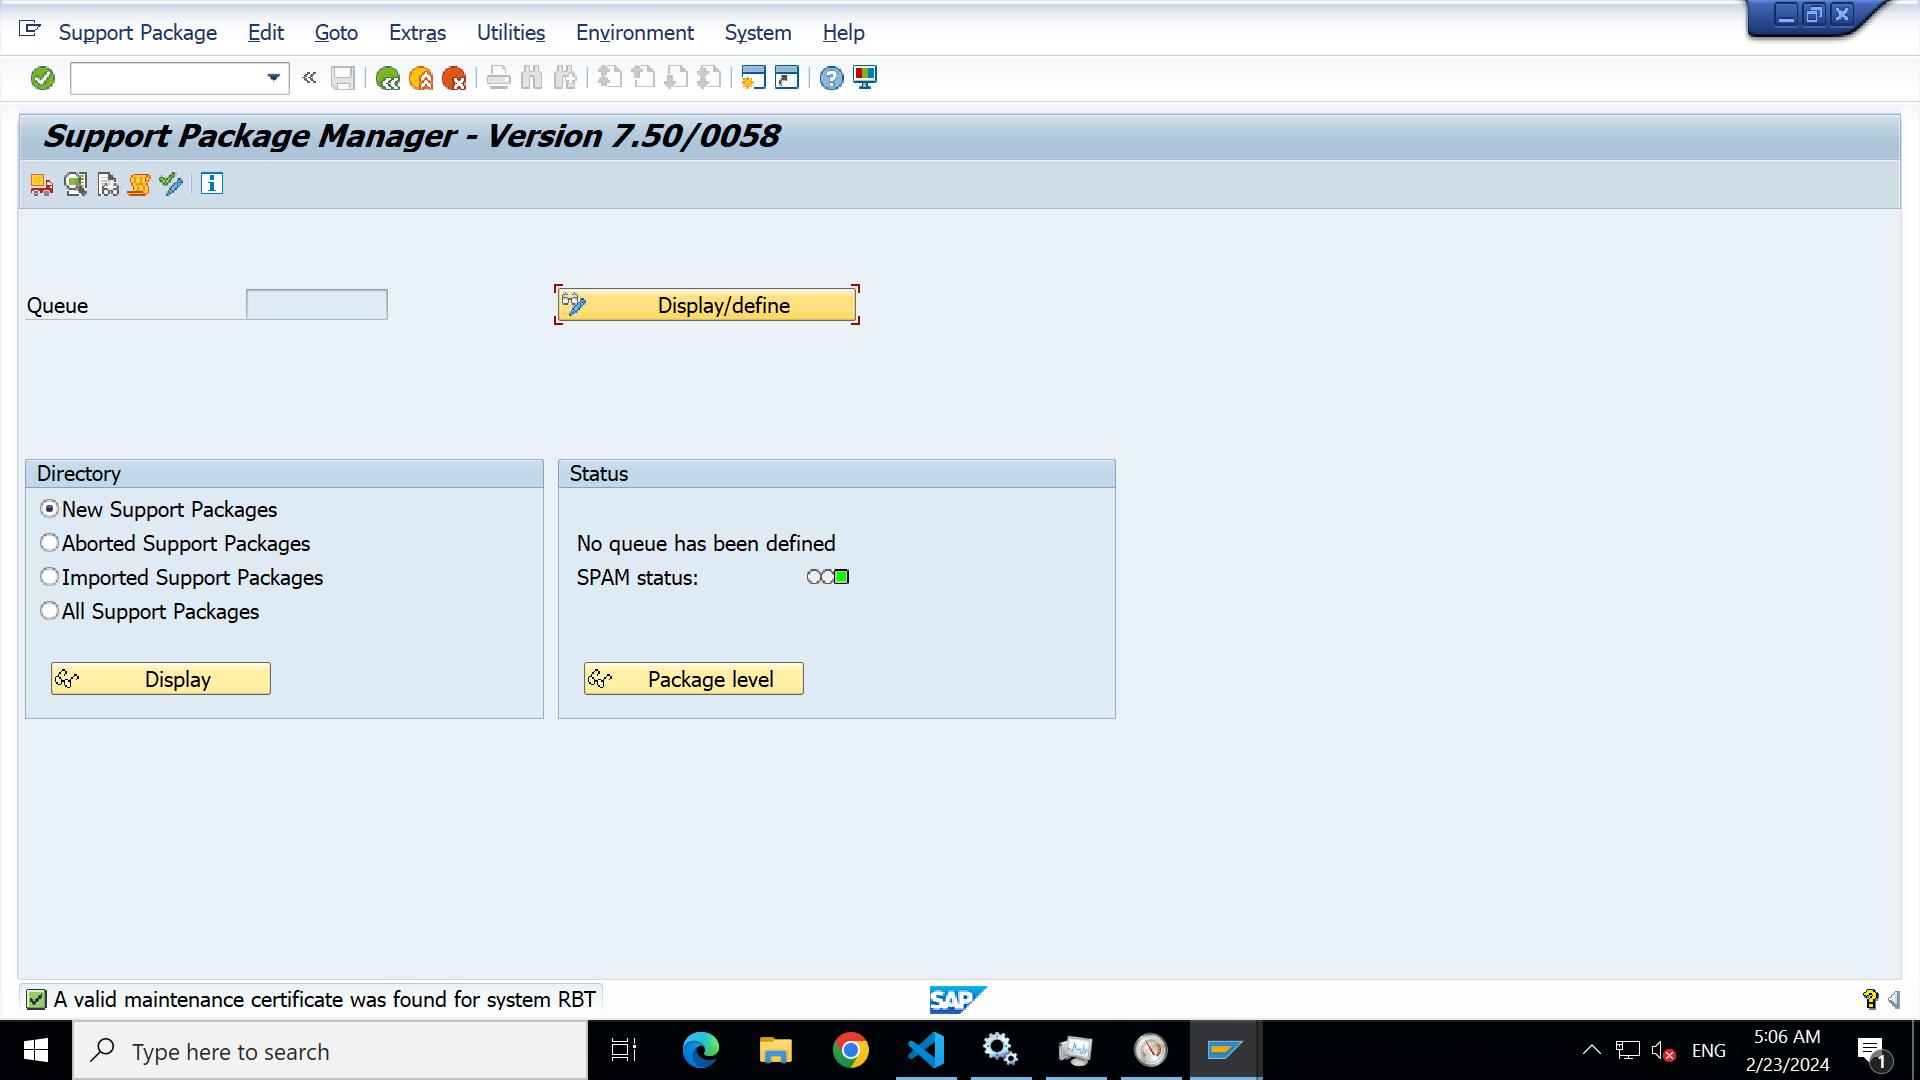 Support Package Edit Goto Extras Utilities Environment System Help
Support Package Manager - Version 7.50/0058
Queue
Display/define
Directory
New Support Packages
Aborted Support Packages
Imported Support Packages
All Support Packages
Display
Status
No queue has been defined
SPAM status:
Package level
A valid maintenance certificate was found for system RBT
SAP
Type here to search
ENG
5:06 AM
2/23/2024
1